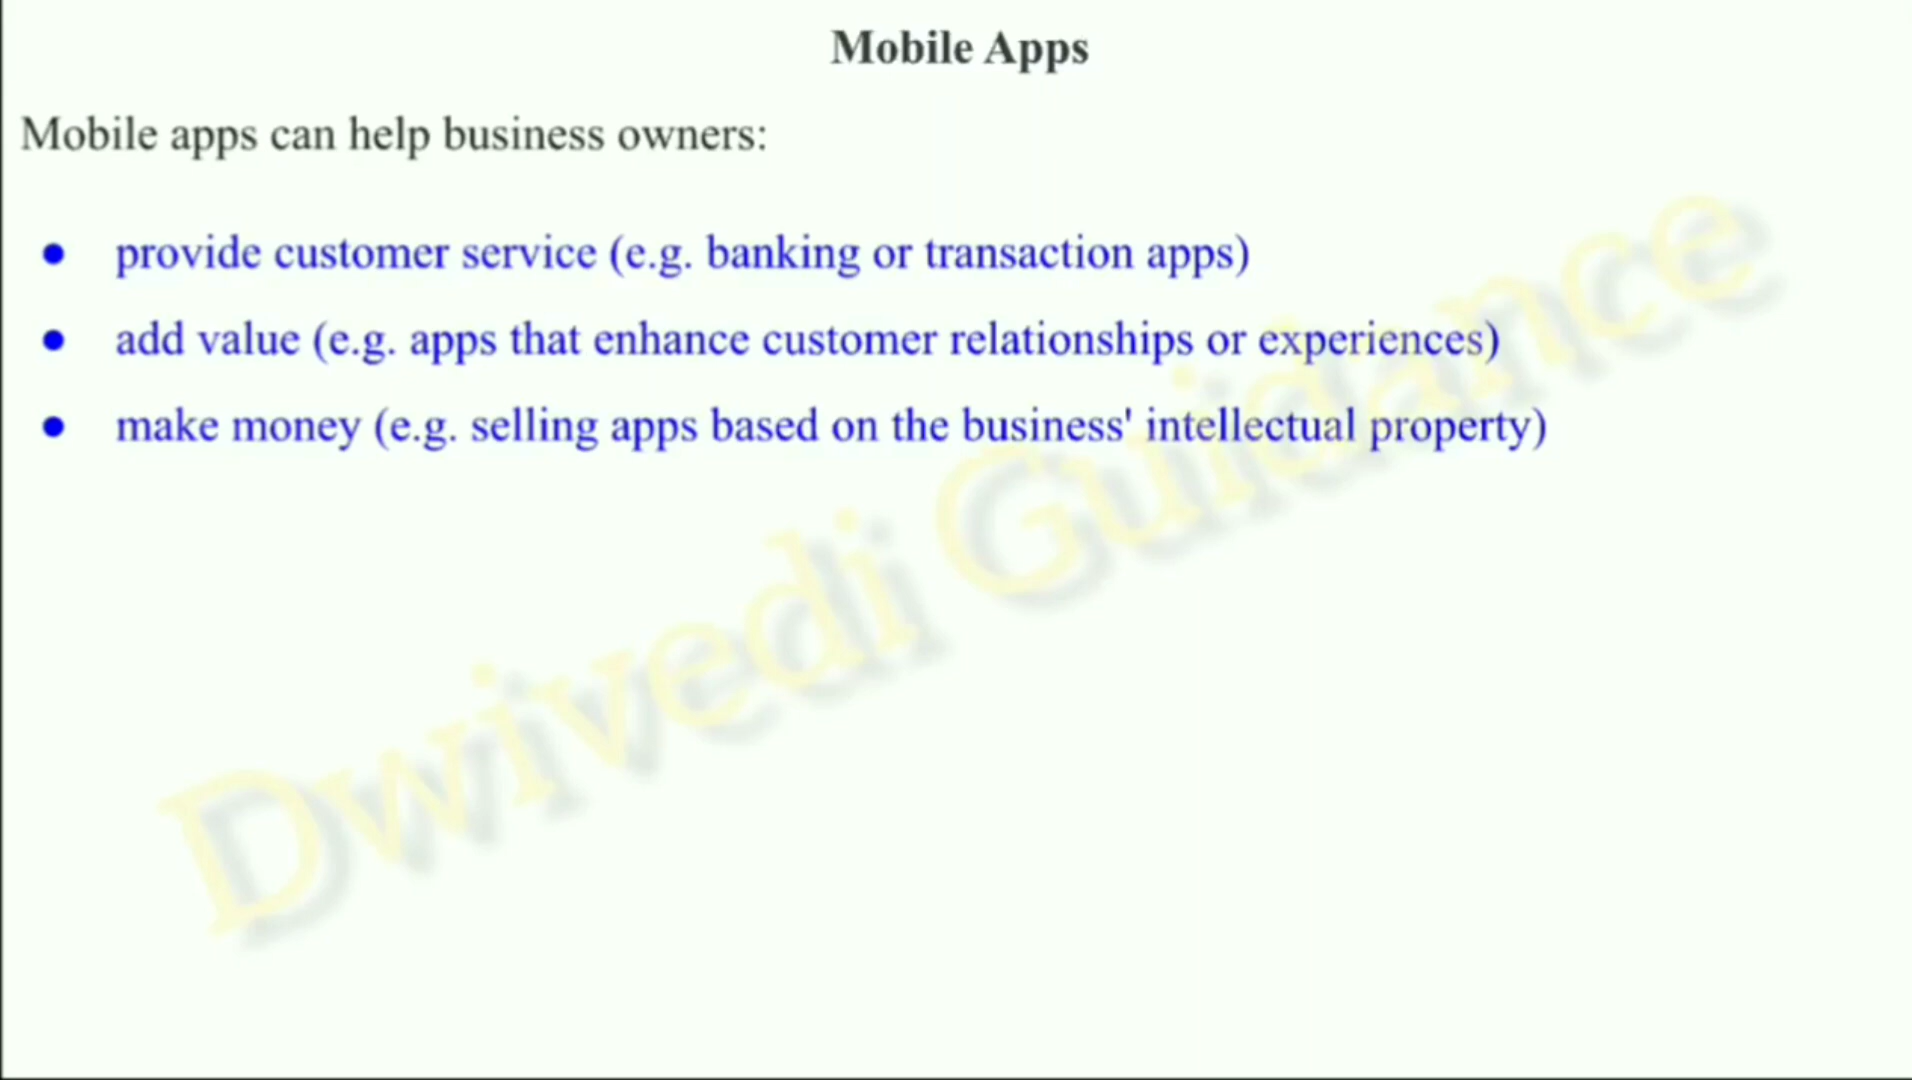 Mobile Apps
Mobile apps can help business owners:
● provide customer service (e.g. banking or transaction apps)
● add value (e.g. apps that enhance customer relationships or experiences)
● make money (e.g. selling apps based on the business' intellectual property)
Dwivedi Guidance